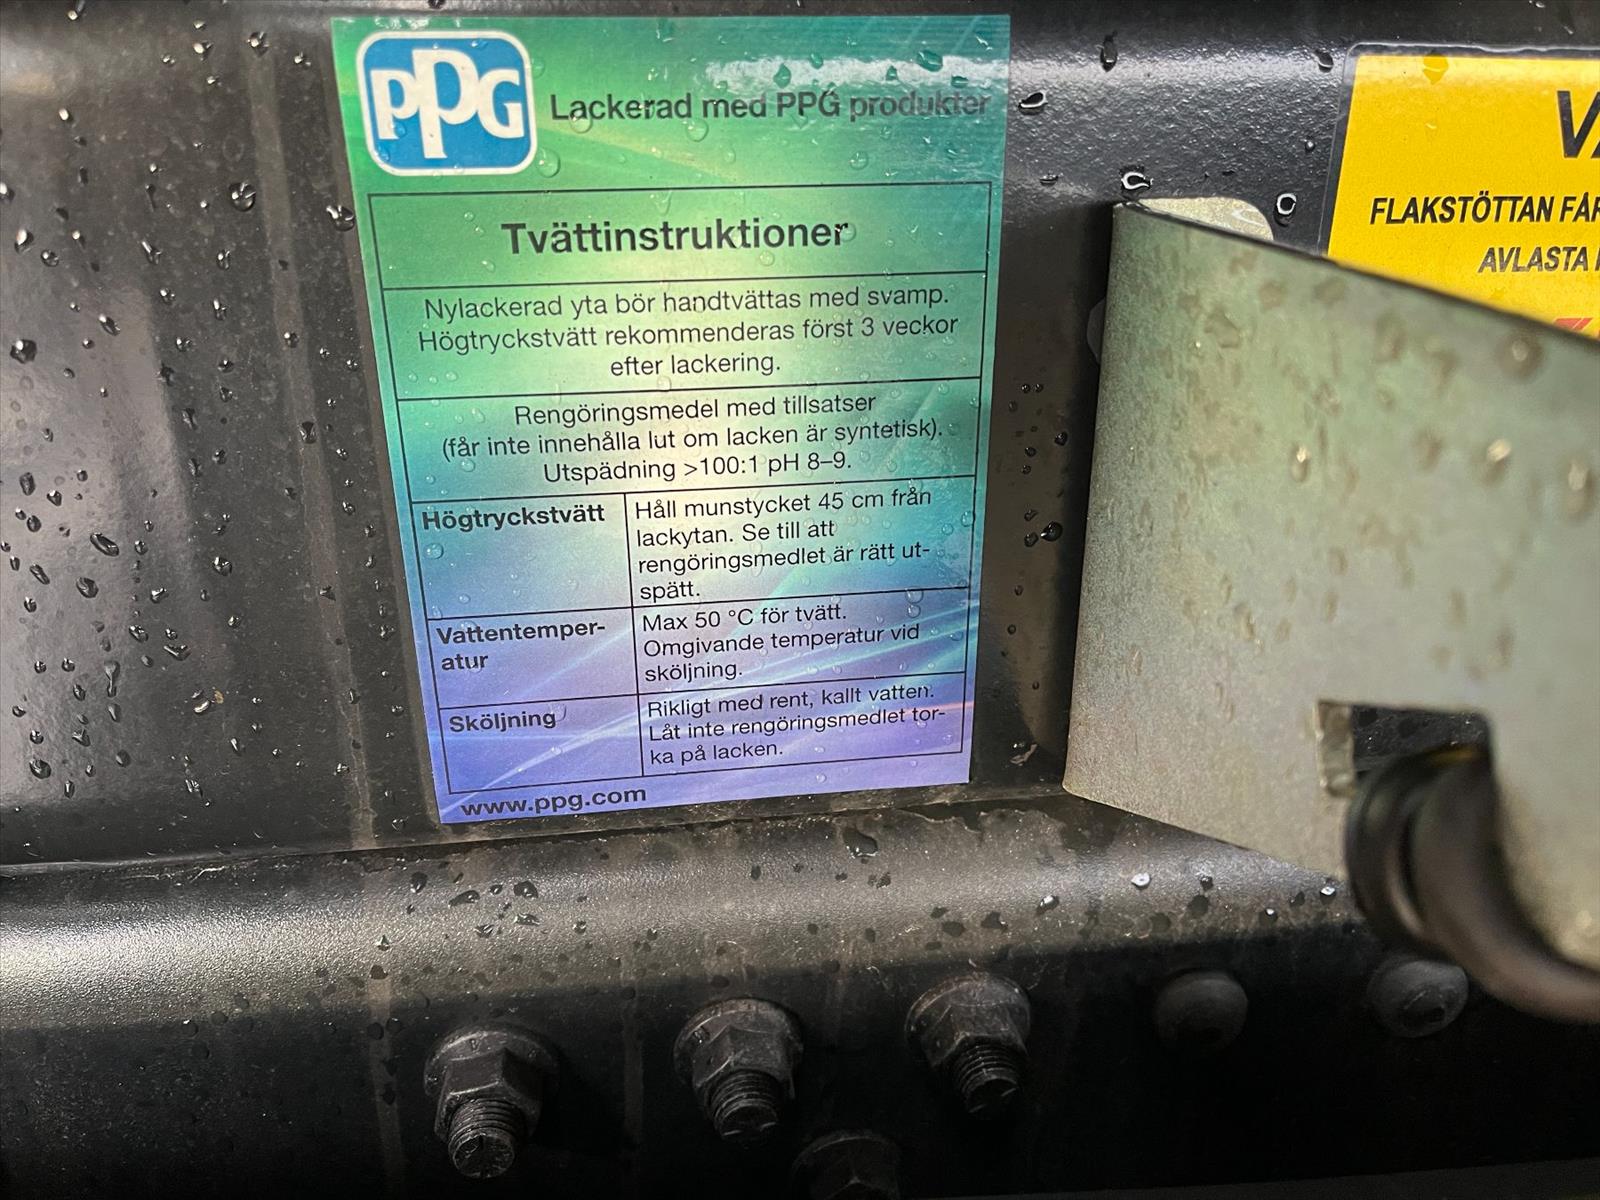 PPG
Lackerad med PPG produkter
Tvättinstruktioner
Nylackerad yta bör handtvättas med svamp.
Högtryckstvätt rekommenderas först 3 veckor
efter lackering.
Rengöringsmedel med tillsatser
(får inte innehålla lut om lacken är syntetisk).
Utspädning >100:1 pH 8–9.
Högtryckstvätt
Håll munstycket 45 cm från
lackytan. Se till att
rengöringsmedlet är rätt ut-
spätt.
Vattentemper-
atur
Max 50 °C för tvätt.
Omgivande temperatur vid
sköljning.
Sköljning
Rikligt med rent, kallt vatten.
Låt inte rengöringsmedlet tor-
ka på lacken.
www.ppg.com
FLAKSTÖTTAN FÅR
AVLASTA